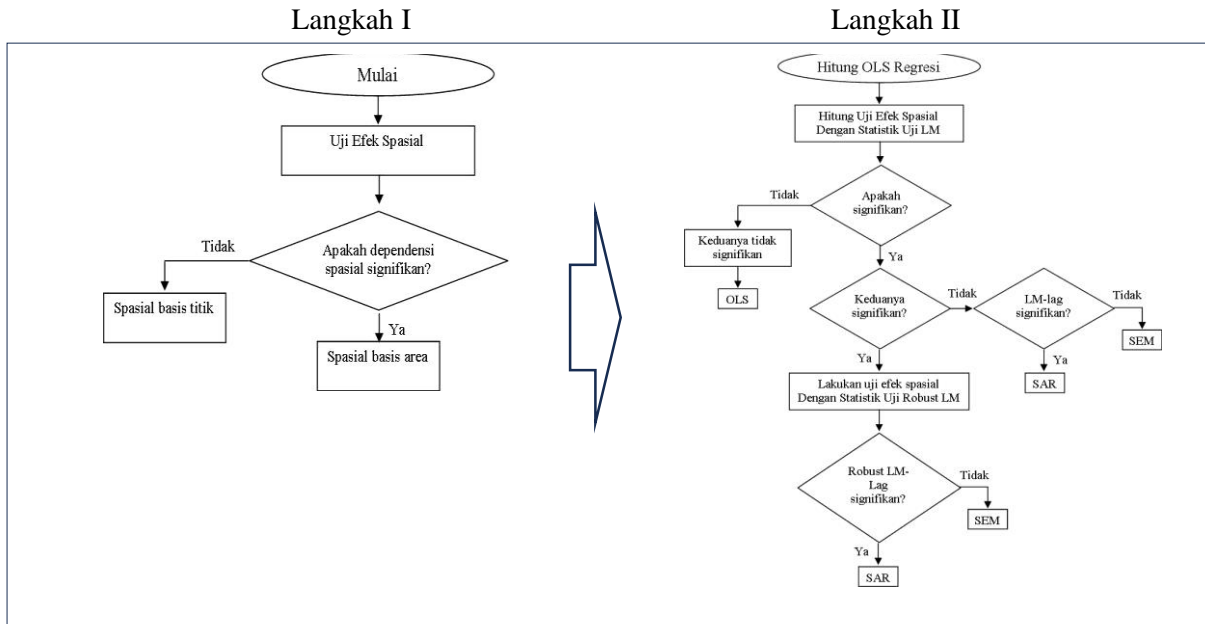 Langkah I
Mulai
Uji Efek Spasial
Apakah dependensi
spasial signifikan?
Tidak
Spasial basis titik
Ya
Spasial basis area
Langkah II
Hitung OLS Regresi
Hitung Uji Efek Spasial
Dengan Statistik Uji LM
Apakah
signifikan?
Tidak
Keduanya tidak
signifikan
OLS
Ya
Keduanya
signifikan?
Tidak
LM-lag
signifikan?
Tidak
SEM
Ya
SAR
Ya
Lakukan uji efek spasial
Dengan Statistik Uji Robust LM
Robust LM-
Lag
signifikan?
Tidak
SEM
Ya
SAR